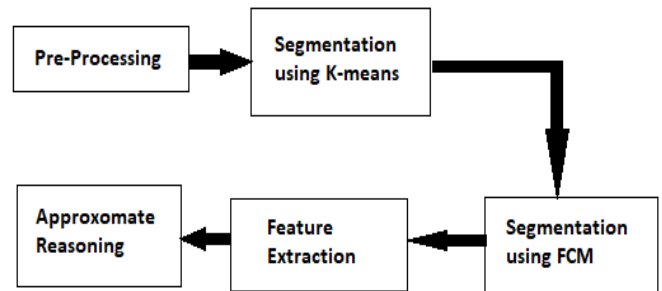 Pre-Processing
Segmentation
using K-means
Segmentation
using FCM
Feature
Extraction
Approxomate
Reasoning